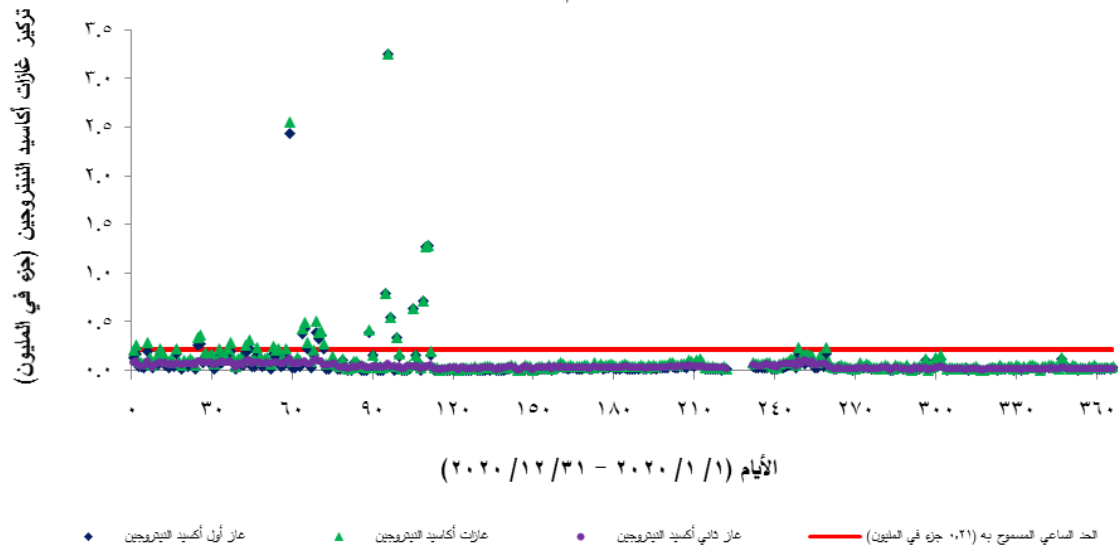 تركيز غازات أكاسيد النيتروجين (جزء في المليون)
٣.٥
٣.٠
٢.٥
٢.٠
١.٥
١.٠
٠.٥
٠.٠
٠ ٣٠ ٦٠ ٩٠ ١٢٠ ١٥٠ ١٨٠ ٢١٠ ٢٤٠ ٢٧٠ ٣٠٠ ٣٣٠ ٣٦٠
الأيام (٢٠٢٠/١/١ - ٢٠٢٠/١٢/٣١)
غاز أول أكسيد النيتروجين غازات أكاسيد النيتروجين غاز ثاني أكسيد النيتروجين الحد الساعي المسموح به (٠,٢١ جزء في المليون)